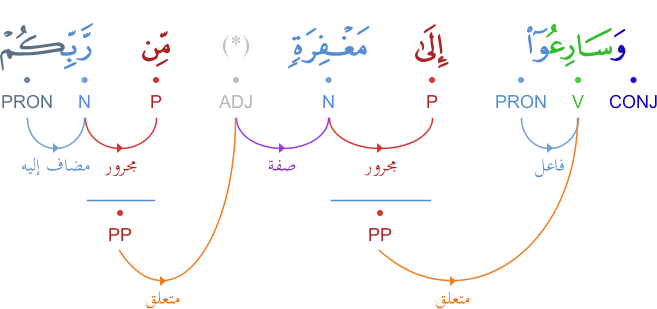 وَسَارِعُوٓا۟ إِلَىٰ مَغْفِرَةٍ (*) مِّن رَّبِّكُمْ
CONJ V PRON P N ADJ P N PRON
فاعل مجرور صفة مجرور مضاف إليه
PP PP
متعلق متعلق